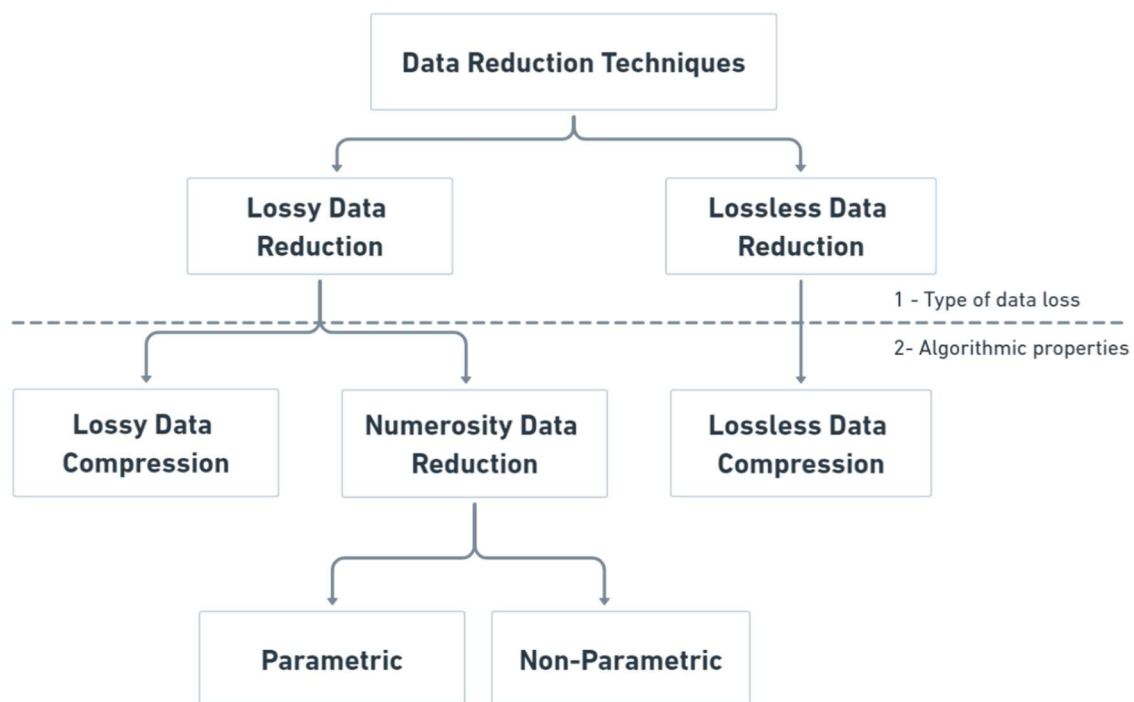 Data Reduction Techniques
Lossy Data
Reduction
Lossless Data
Reduction
1 - Type of data loss
2- Algorithmic properties
Lossy Data
Compression
Numerosity Data
Reduction
Lossless Data
Compression
Parametric
Non-Parametric